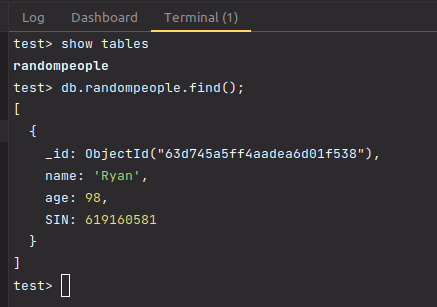 Log Dashboard Terminal (1)
test> show tables
randompeople
test> db.randompeople.find();
[
  {
    _id: ObjectId("63d745a5ff4aadea6d01f538"),
    name: 'Ryan',
    age: 98,
    SIN: 619160581
  }
]
test>